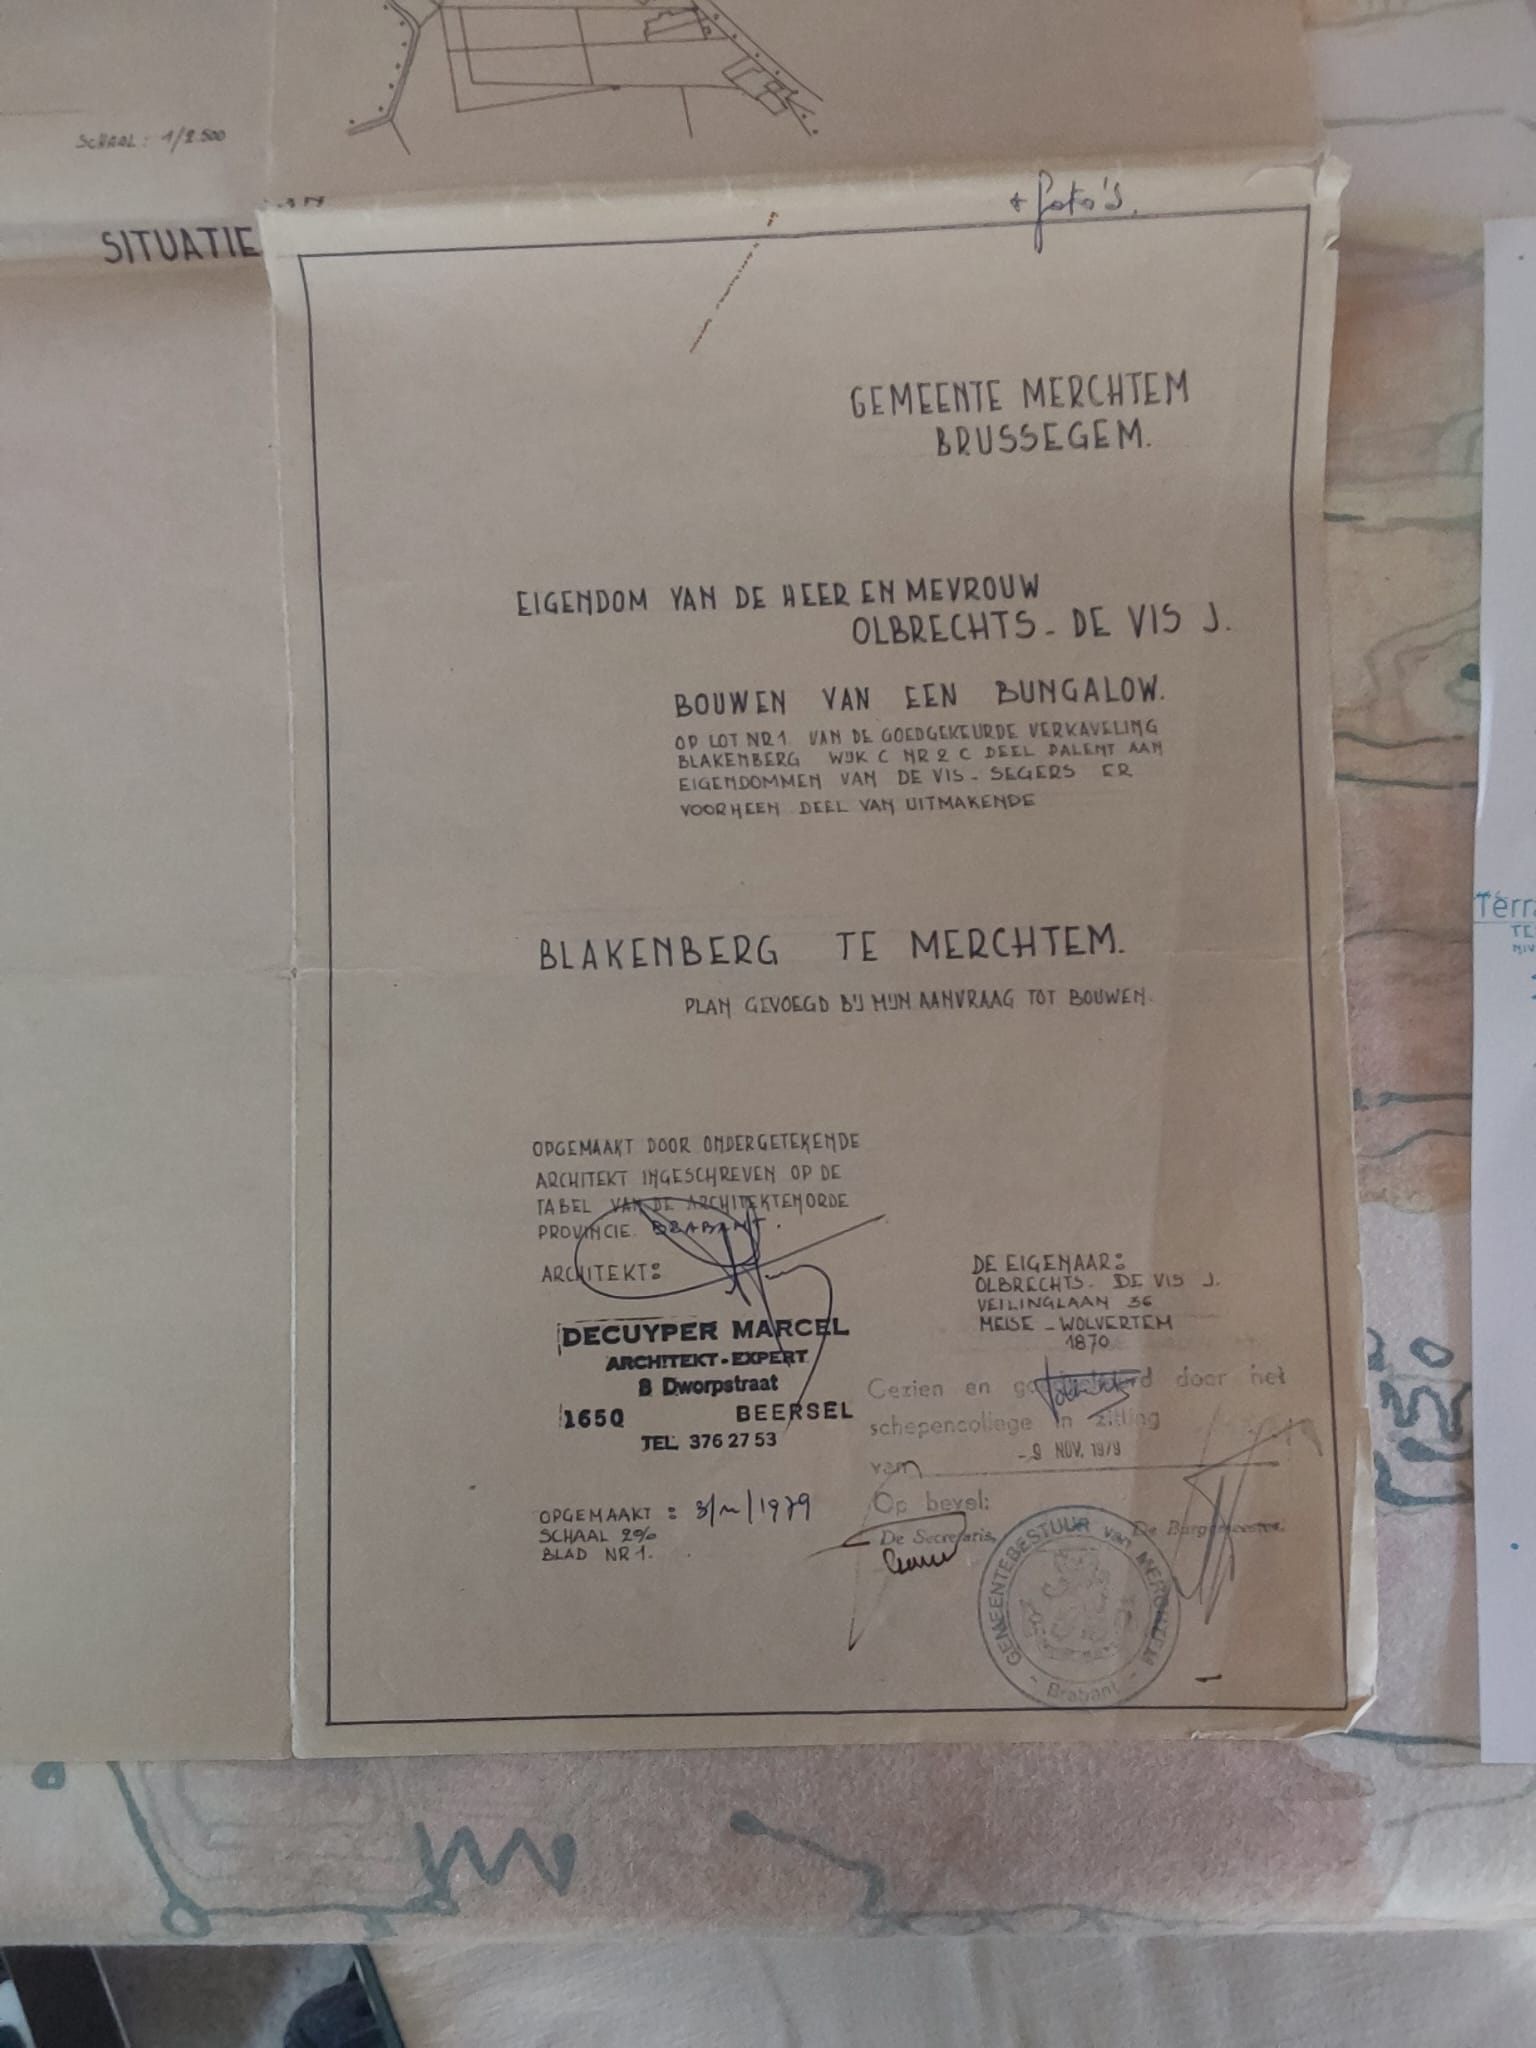 SCHAAL: 1/2.500
SITUATIE
+ foto's.
GEMEENTE MERCHTEM
BRUSSEGEM.
EIGENDOM VAN DE HEER EN MEVROUW
OLBRECHTS - DE VIS J.
BOUWEN VAN EEN BUNGALOW.
OP LOT NR 1. VAN DE GOEDGEKEURDE VERKAVELING
BLAKENBERG WIJK C NR 2 C DEEL PALENT AAN
EIGENDOMMEN VAN DE VIS - SEGERS ER
VOORHEEN DEEL VAN UITMAKENDE
BLAKENBERG TE MERCHTEM.
PLAN GEVOEGD BIJ MIJN AANVRAAG TOT BOUWEN.
OPGEMAAKT DOOR ONDERGETEKENDE
ARCHITEKT INGESCHREVEN OP DE
TABEL VAN DE ARCHITEKTENORDE
PROVINCIE BRABANT.
ARCHITEKT:
DECUYPER MARCEL
ARCHITEKT-EXPERT
8 Dworpstraat
1650 BEERSEL
TEL. 376 27 53
OPGEMAAKT : 1979
SCHAAL 2%
BLAD NR 1.
DE EIGENAAR:
OLBRECHTS - DE VIS J.
VEILINGLAAN 36
MEISE - WOLVERTEM
1870
Gezien en goedgekeurd door het
schepencollege in zitting
van -9 NOV. 1979
Op bevel:
De Secretaris, De Burgemeester,
GEMEENTEBESTUUR van MERCHTEM
- Brabant -